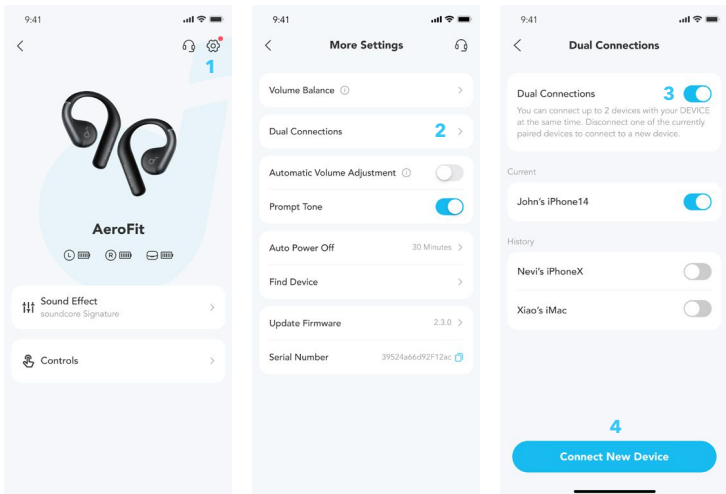 9:41
1
AeroFit
L
R
Sound Effect
soundcore Signature
Controls
9:41
More Settings
Volume Balance
Dual Connections 2
Automatic Volume Adjustment
Prompt Tone
Auto Power Off 30 Minutes
Find Device
Update Firmware 2.3.0
Serial Number 39524a66d92F12ac
9:41
Dual Connections
Dual Connections 3
You can connect up to 2 devices with your DEVICE
at the same time. Disconnect one of the currently
paired devices to connect to a new device.
Current
John's iPhone14
History
Nevi's iPhoneX
Xiao's iMac
4
Connect New Device